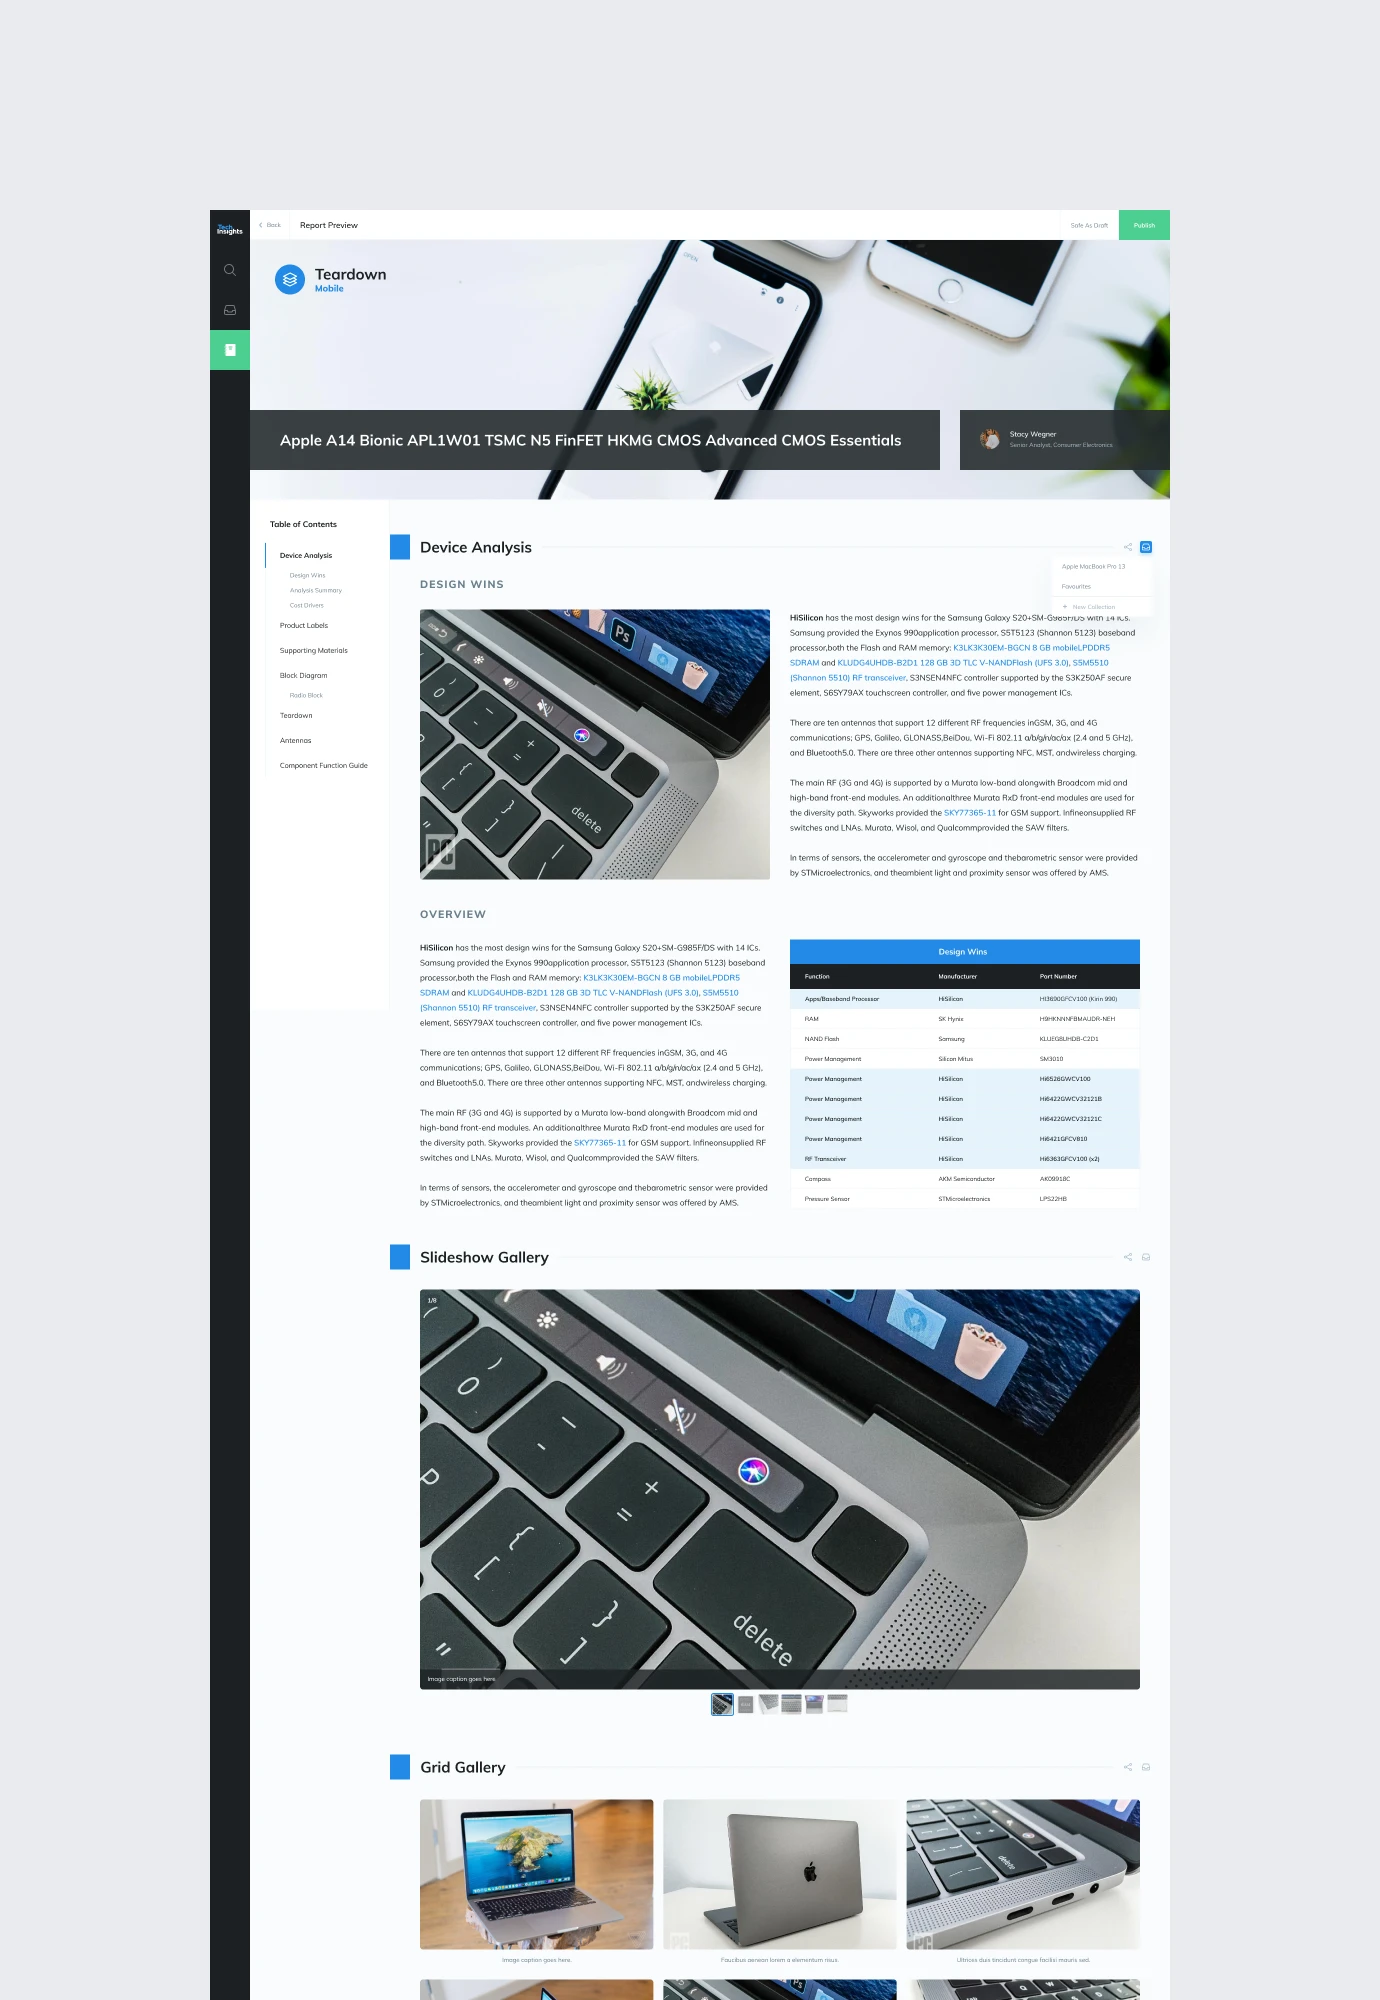 Tech
Insights
Back
Report Preview
Safe As Draft
Publish
Teardown
Mobile
OPEN
Apple A14 Bionic APL1W01 TSMC N5 FinFET HKMG CMOS Advanced CMOS Essentials
Stacy Wegner
Senior Analyst, Consumer Electronics
Table of Contents
Device Analysis
Design Wins
Analysis Summary
Cost Drivers
Product Labels
Supporting Materials
Block Diagram
Radio Block
Teardown
Antennas
Component Function Guide
Device Analysis
Apple MacBook Pro 13
Favourites
+ New Collection
DESIGN WINS
esc
Ps
delete
PC
HiSilicon has the most design wins for the Samsung Galaxy S20+SM-G985F/DS with 14 ICs.
Samsung provided the Exynos 990application processor, S5T5123 (Shannon 5123) baseband
processor,both the Flash and RAM memory: K3LK3K30EM-BGCN 8 GB mobileLPDDR5
SDRAM and KLUDG4UHDB-B2D1 128 GB 3D TLC V-NANDFlash (UFS 3.0), S5M5510
(Shannon 5510) RF transceiver, S3NSEN4NFC controller supported by the S3K250AF secure
element, S6SY79AX touchscreen controller, and five power management ICs.
There are ten antennas that support 12 different RF frequencies inGSM, 3G, and 4G
communications; GPS, Galileo, GLONASS,BeiDou, Wi-Fi 802.11 a/b/g/n/ac/ax (2.4 and 5 GHz),
and Bluetooth5.0. There are three other antennas supporting NFC, MST, andwireless charging.
The main RF (3G and 4G) is supported by a Murata low-band alongwith Broadcom mid and
high-band front-end modules. An additionalthree Murata RxD front-end modules are used for
the diversity path. Skyworks provided the SKY77365-11 for GSM support. Infineonsupplied RF
switches and LNAs. Murata, Wisol, and Qualcommprovided the SAW filters.
In terms of sensors, the accelerometer and gyroscope and thebarometric sensor were provided
by STMicroelectronics, and theambient light and proximity sensor was offered by AMS.
OVERVIEW
HiSilicon has the most design wins for the Samsung Galaxy S20+SM-G985F/DS with 14 ICs.
Samsung provided the Exynos 990application processor, S5T5123 (Shannon 5123) baseband
processor,both the Flash and RAM memory: K3LK3K30EM-BGCN 8 GB mobileLPDDR5
SDRAM and KLUDG4UHDB-B2D1 128 GB 3D TLC V-NANDFlash (UFS 3.0), S5M5510
(Shannon 5510) RF transceiver, S3NSEN4NFC controller supported by the S3K250AF secure
element, S6SY79AX touchscreen controller, and five power management ICs.
There are ten antennas that support 12 different RF frequencies inGSM, 3G, and 4G
communications; GPS, Galileo, GLONASS,BeiDou, Wi-Fi 802.11 a/b/g/n/ac/ax (2.4 and 5 GHz),
and Bluetooth5.0. There are three other antennas supporting NFC, MST, andwireless charging.
The main RF (3G and 4G) is supported by a Murata low-band alongwith Broadcom mid and
high-band front-end modules. An additionalthree Murata RxD front-end modules are used for
the diversity path. Skyworks provided the SKY77365-11 for GSM support. Infineonsupplied RF
switches and LNAs. Murata, Wisol, and Qualcommprovided the SAW filters.
In terms of sensors, the accelerometer and gyroscope and thebarometric sensor were provided
by STMicroelectronics, and theambient light and proximity sensor was offered by AMS.
Design Wins
Function Manufacturer Port Number
Apps/Baseband Processor HiSilicon HI3690GFCV100 (Kirin 990)
RAM SK Hynix H9HKNNNFBMAUDR-NEH
NAND Flash Samsung KLUEG8UHDB-C2D1
Power Management Silicon Mitus SM3010
Power Management HiSilicon Hi6526GWCV100
Power Management HiSilicon Hi6422GWCV32121B
Power Management HiSilicon Hi6422GWCV32121C
Power Management HiSilicon Hi6421GFCV810
RF Transceiver HiSilicon Hi6363GFCV100 (x2)
Compass AKM Semiconductor AK09918C
Pressure Sensor STMicroelectronics LPS22HB
Slideshow Gallery
1/6
delete
Image caption goes here.
Grid Gallery
delete
PC
PC
Image caption goes here.
Faucibus aenean lorem a elementum risus.
Ultrices duis tincidunt congue facilisi mauris sed.
Ps